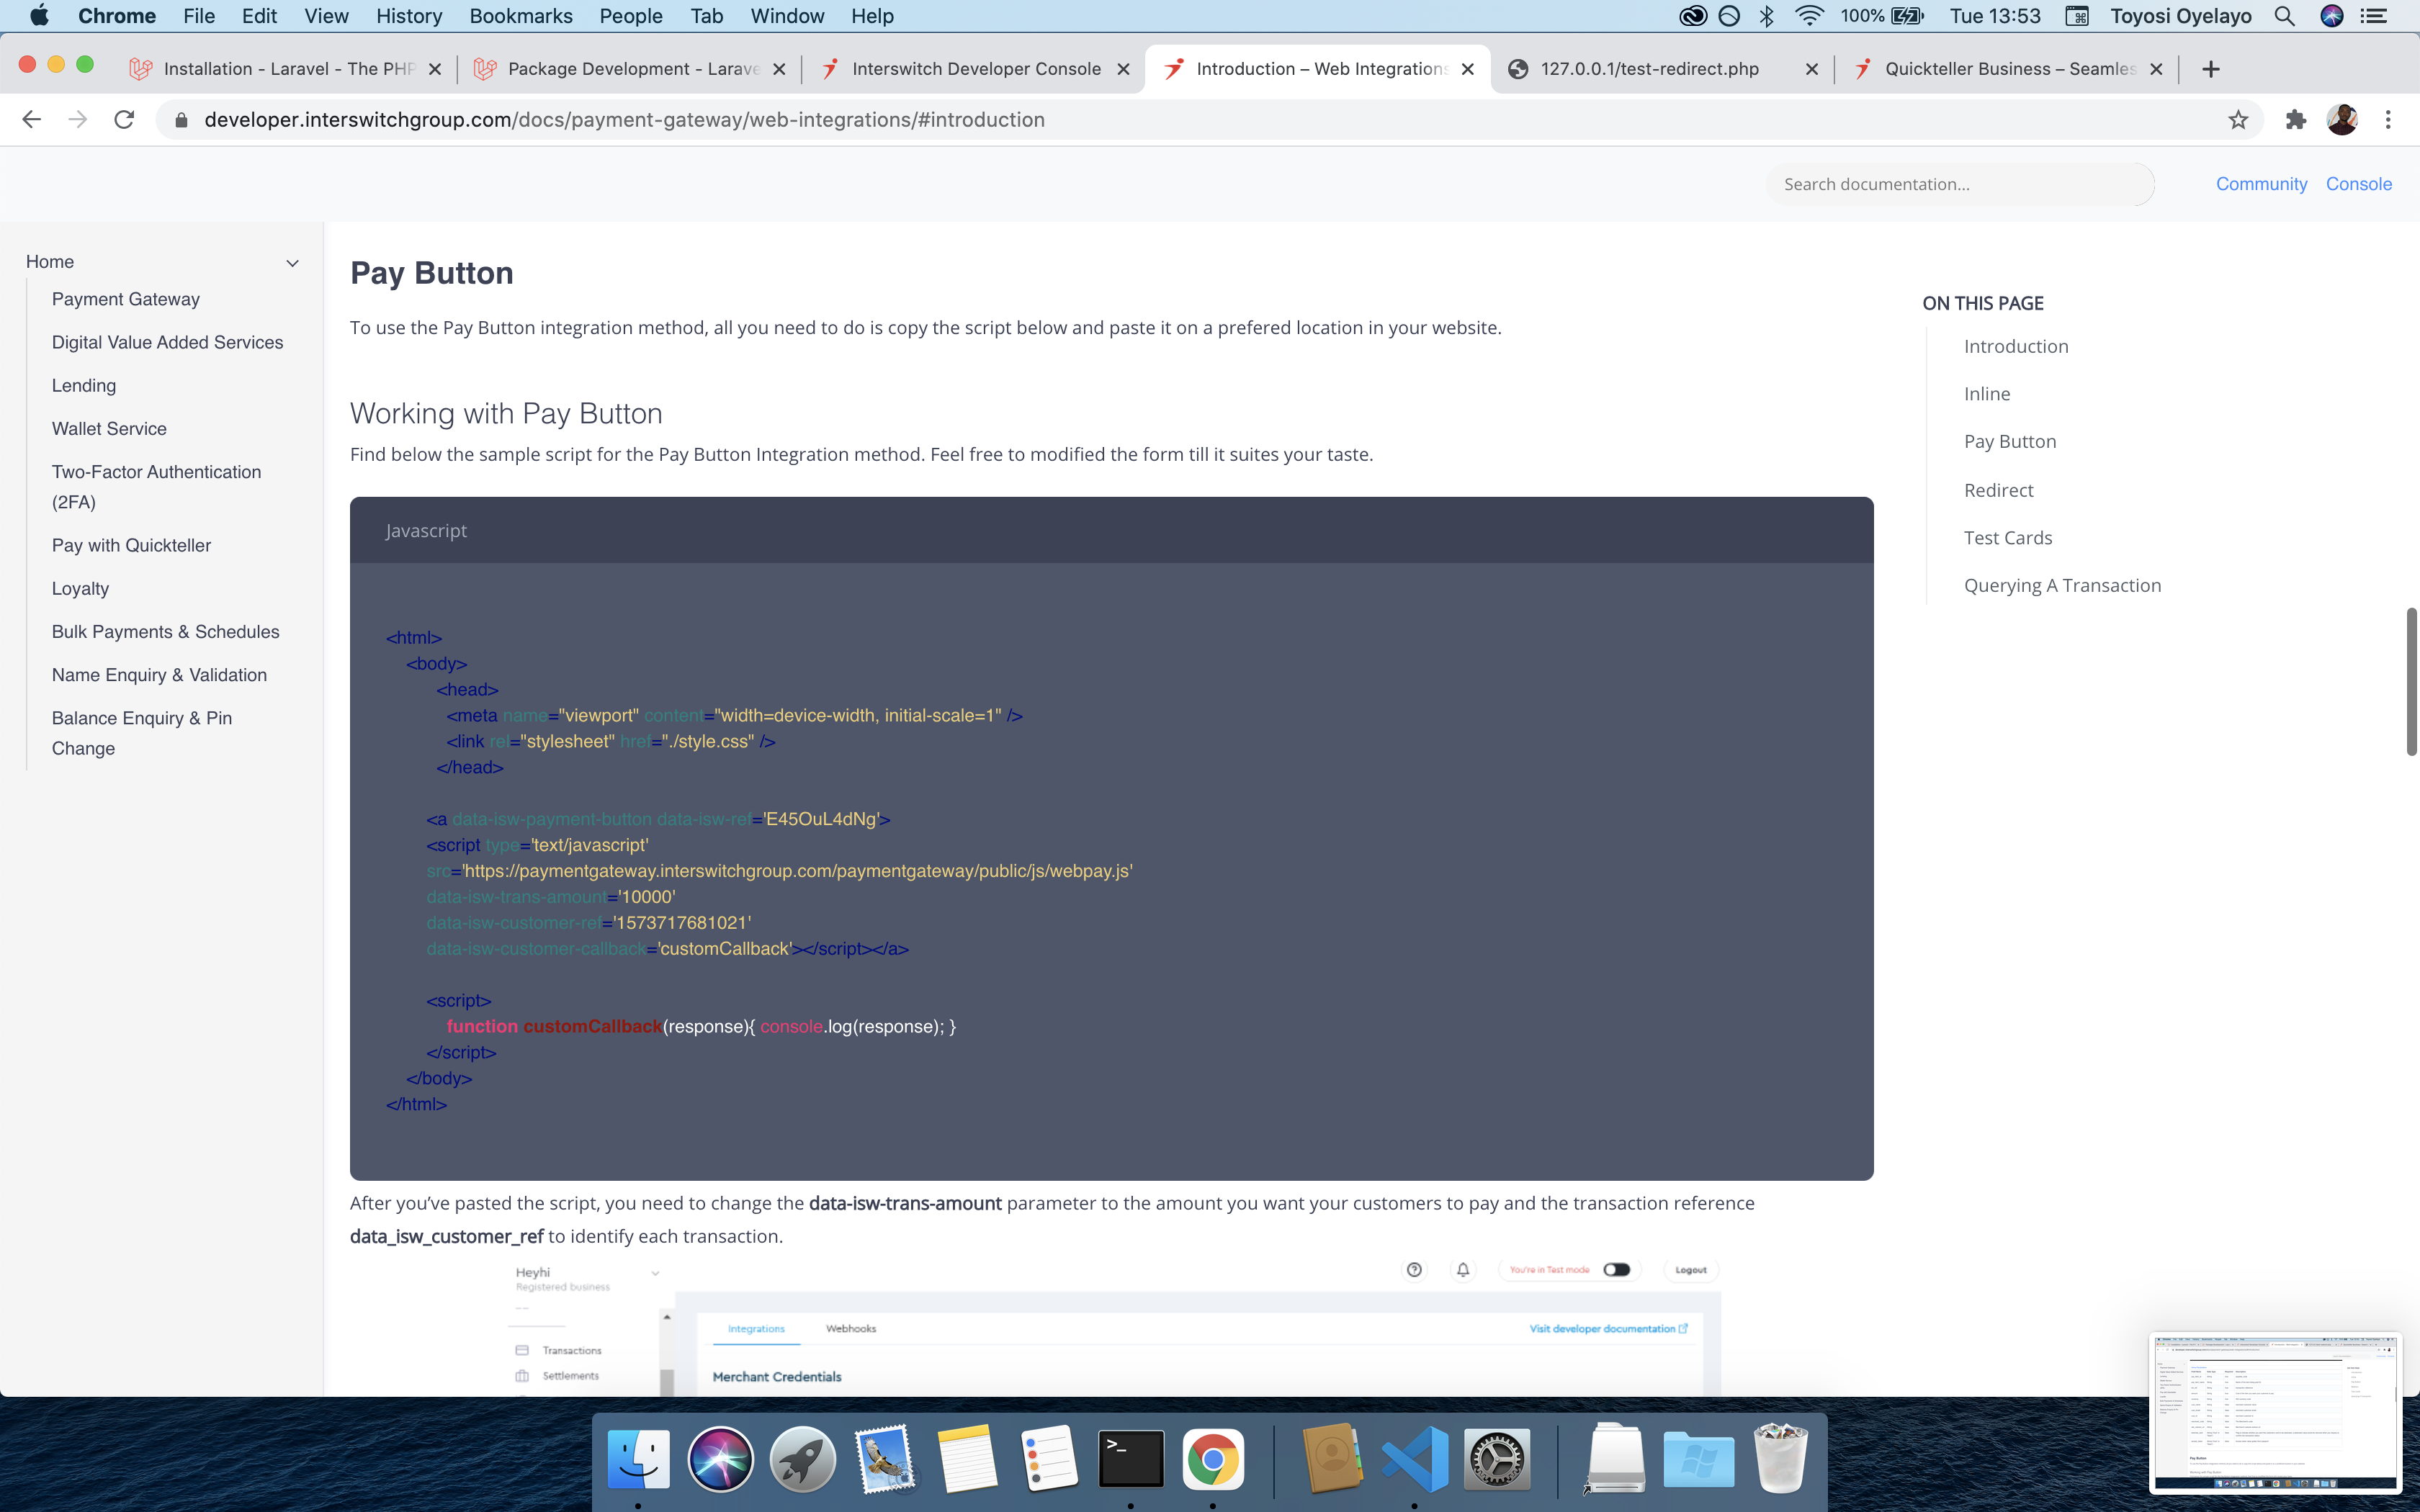 Chrome File Edit View History Bookmarks People Tab Window Help 100% Tue 13:53 Toyosi Oyelayo
Installation - Laravel - The PHP Package Development - Larave Interswitch Developer Console Introduction – Web Integrations 127.0.0.1/test-redirect.php Quickteller Business – Seamles
developer.interswitchgroup.com/docs/payment-gateway/web-integrations/#introduction
Search documentation... Community Console
Home
Payment Gateway
Digital Value Added Services
Lending
Wallet Service
Two-Factor Authentication
(2FA)
Pay with Quickteller
Loyalty
Bulk Payments & Schedules
Name Enquiry & Validation
Balance Enquiry & Pin
Change
Pay Button
To use the Pay Button integration method, all you need to do is copy the script below and paste it on a prefered location in your website.
Working with Pay Button
Find below the sample script for the Pay Button Integration method. Feel free to modified the form till it suites your taste.
Javascript
<html>
<body>
<head>
<meta name="viewport" content="width=device-width, initial-scale=1" />
<link rel="stylesheet" href="./style.css" />
</head>
<a data-isw-payment-button data-isw-ref='E45OuL4dNg'>
<script type='text/javascript'
src='https://paymentgateway.interswitchgroup.com/paymentgateway/public/js/webpay.js'
data-isw-trans-amount='10000'
data-isw-customer-ref='1573717681021'
data-isw-customer-callback='customCallback'></script></a>
<script>
function customCallback(response){ console.log(response); }
</script>
</body>
</html>
After you’ve pasted the script, you need to change the data-isw-trans-amount parameter to the amount you want your customers to pay and the transaction reference
data_isw_customer_ref to identify each transaction.
Heyhi
Registered business
You're in Test mode Logout
Integrations Webhooks Visit developer documentation
Transactions
Settlements
Merchant Credentials
ON THIS PAGE
Introduction
Inline
Pay Button
Redirect
Test Cards
Querying A Transaction